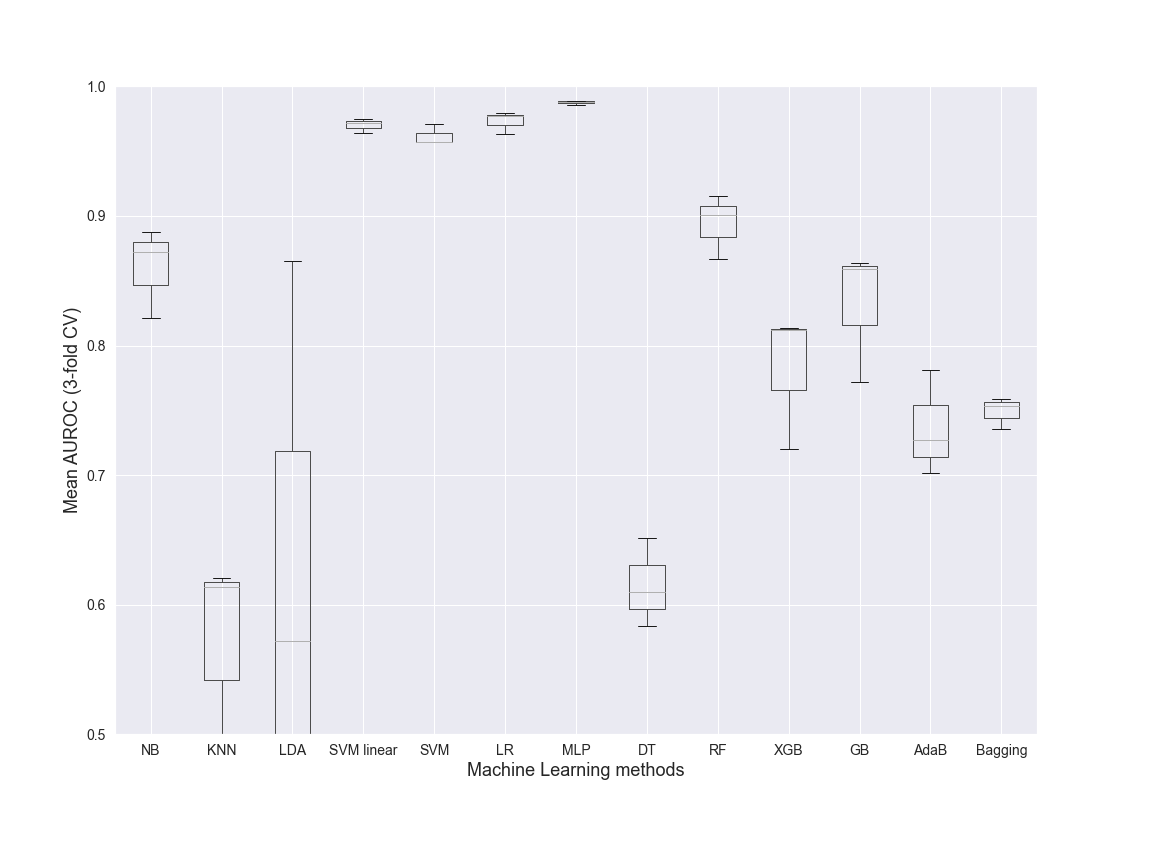 Mean AUROC (3-fold CV)
1.0
0.9
0.8
0.7
0.6
0.5
NB KNN LDA SVM linear SVM LR MLP DT RF XGB GB AdaB Bagging
Machine Learning methods